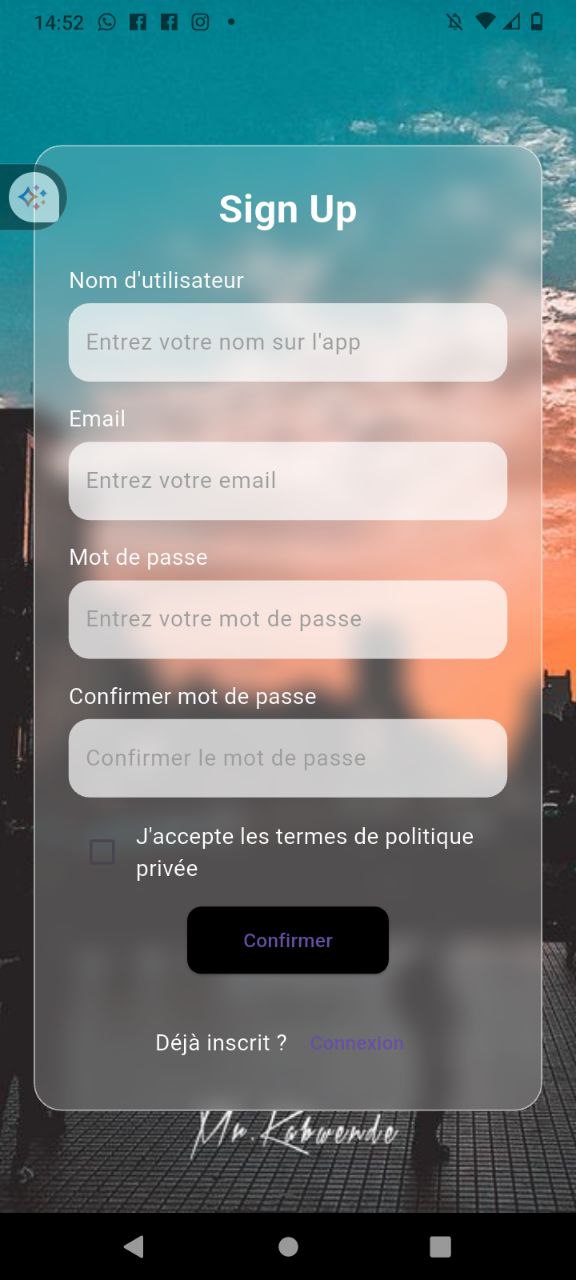 14:52
Sign Up
Nom d'utilisateur
Entrez votre nom sur l'app
Email
Entrez votre email
Mot de passe
Entrez votre mot de passe
Confirmer mot de passe
Confirmer le mot de passe
J'accepte les termes de politique
privée
Confirmer
Déjà inscrit ? Connexion
Mr.Kabwende